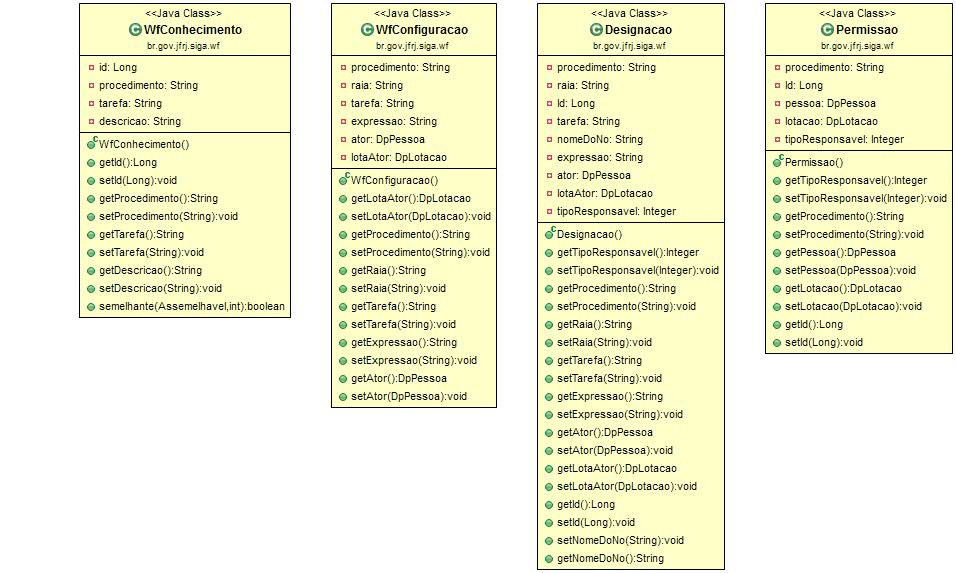 <<Java Class>>
WfConhecimento
br.gov.jfrj.siga.wf
id: Long
procedimento: String
tarefa: String
descricao: String
WfConhecimento()
getId():Long
setId(Long):void
getProcedimento():String
setProcedimento(String):void
getTarefa():String
setTarefa(String):void
getDescricao():String
setDescricao(String):void
semelhante(Assemelhavel,int):boolean
<<Java Class>>
WfConfiguracao
br.gov.jfrj.siga.wf
procedimento: String
raia: String
tarefa: String
expressao: String
ator: DpPessoa
lotaAtor: DpLotacao
WfConfiguracao()
getLotaAtor():DpLotacao
setLotaAtor(DpLotacao):void
getProcedimento():String
setProcedimento(String):void
getRaia():String
setRaia(String):void
getTarefa():String
setTarefa(String):void
getExpressao():String
setExpressao(String):void
getAtor():DpPessoa
setAtor(DpPessoa):void
<<Java Class>>
Designacao
br.gov.jfrj.siga.wf
procedimento: String
raia: String
Id: Long
tarefa: String
nomeDoNo: String
expressao: String
ator: DpPessoa
lotaAtor: DpLotacao
tipoResponsavel: Integer
Designacao()
getTipoResponsavel():Integer
setTipoResponsavel(Integer):void
getProcedimento():String
setProcedimento(String):void
getRaia():String
setRaia(String):void
getTarefa():String
setTarefa(String):void
getExpressao():String
setExpressao(String):void
getAtor():DpPessoa
setAtor(DpPessoa):void
getLotaAtor():DpLotacao
setLotaAtor(DpLotacao):void
getId():Long
setId(Long):void
setNomeDoNo(String):void
getNomeDoNo():String
<<Java Class>>
Permissao
br.gov.jfrj.siga.wf
procedimento: String
Id: Long
pessoa: DpPessoa
lotacao: DpLotacao
tipoResponsavel: Integer
Permissao()
getTipoResponsavel():Integer
setTipoResponsavel(Integer):void
getProcedimento():String
setProcedimento(String):void
getPessoa():DpPessoa
setPessoa(DpPessoa):void
getLotacao():DpLotacao
setLotacao(DpLotacao):void
getId():Long
setId(Long):void